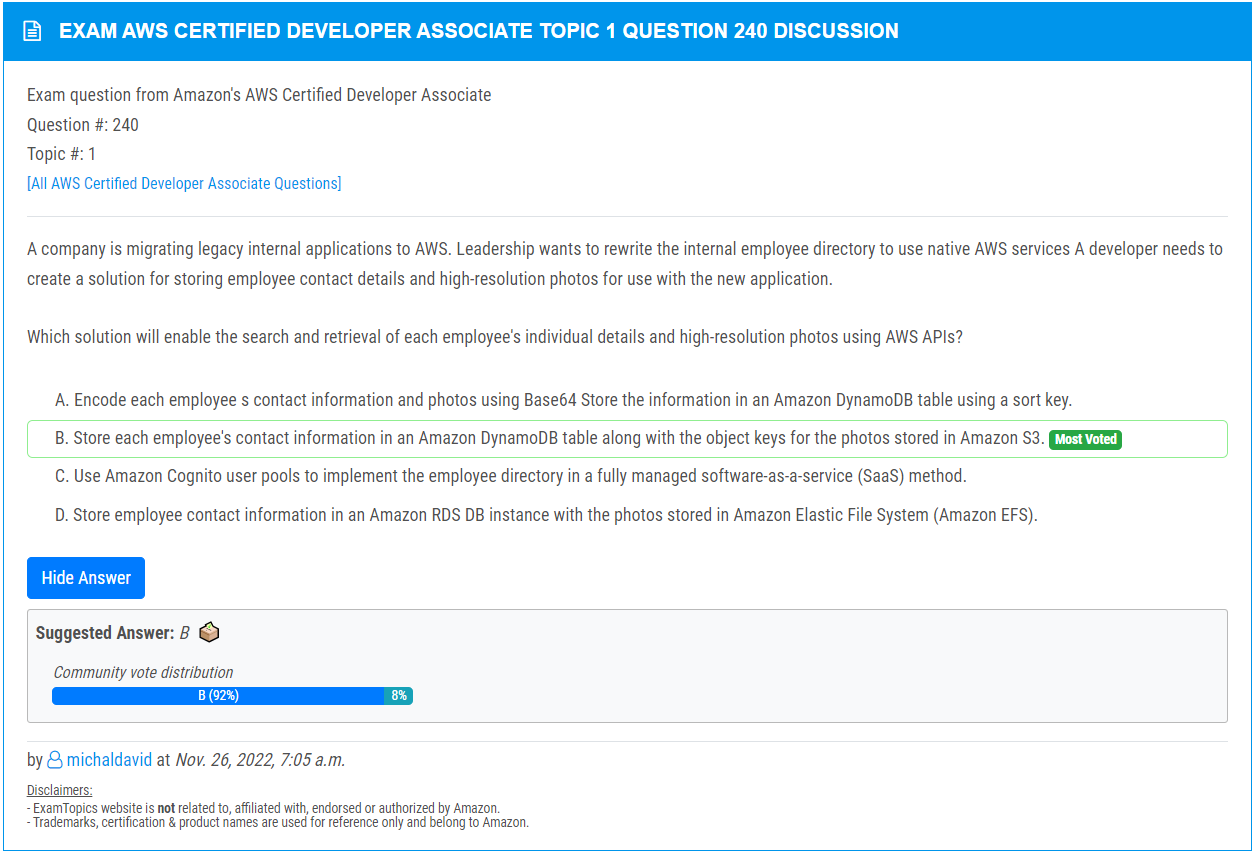 EXAM AWS CERTIFIED DEVELOPER ASSOCIATE TOPIC 1 QUESTION 240 DISCUSSION
Exam question from Amazon's AWS Certified Developer Associate
Question #: 240
Topic #: 1
[All AWS Certified Developer Associate Questions]
A company is migrating legacy internal applications to AWS. Leadership wants to rewrite the internal employee directory to use native AWS services A developer needs to
create a solution for storing employee contact details and high-resolution photos for use with the new application.
Which solution will enable the search and retrieval of each employee's individual details and high-resolution photos using AWS APIs?
A. Encode each employee s contact information and photos using Base64 Store the information in an Amazon DynamoDB table using a sort key.
B. Store each employee's contact information in an Amazon DynamoDB table along with the object keys for the photos stored in Amazon S3. Most Voted
C. Use Amazon Cognito user pools to implement the employee directory in a fully managed software-as-a-service (SaaS) method.
D. Store employee contact information in an Amazon RDS DB instance with the photos stored in Amazon Elastic File System (Amazon EFS).
Hide Answer
Suggested Answer: B
Community vote distribution
B (92%) 8%
by michaldavid at Nov. 26, 2022, 7:05 a.m.
Disclaimers:
- ExamTopics website is not related to, affiliated with, endorsed or authorized by Amazon.
- Trademarks, certification & product names are used for reference only and belong to Amazon.